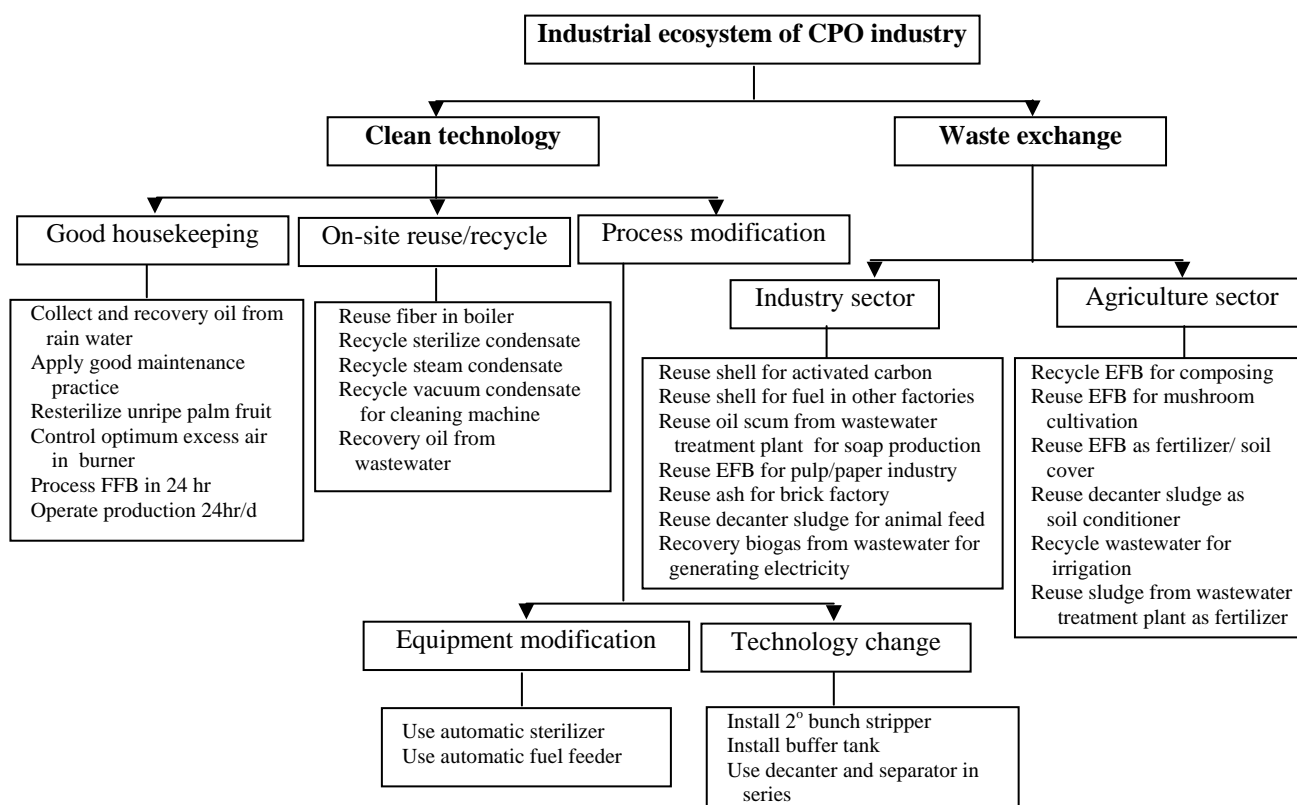 Industrial ecosystem of CPO industry
Clean technology
Waste exchange
Good housekeeping
On-site reuse/recycle
Process modification
Collect and recovery oil from
rain water
Apply good maintenance
practice
Resterilize unripe palm fruit
Control optimum excess air
in burner
Process FFB in 24 hr
Operate production 24hr/d
Reuse fiber in boiler
Recycle sterilize condensate
Recycle steam condensate
Recycle vacuum condensate
for cleaning machine
Recovery oil from
wastewater
Industry sector
Agriculture sector
Reuse shell for activated carbon
Reuse shell for fuel in other factories
Reuse oil scum from wastewater
treatment plant for soap production
Reuse EFB for pulp/paper industry
Reuse ash for brick factory
Reuse decanter sludge for animal feed
Recovery biogas from wastewater for
generating electricity
Recycle EFB for composing
Reuse EFB for mushroom
cultivation
Reuse EFB as fertilizer/ soil
cover
Reuse decanter sludge as
soil conditioner
Recycle wastewater for
irrigation
Reuse sludge from wastewater
treatment plant as fertilizer
Equipment modification
Technology change
Use automatic sterilizer
Use automatic fuel feeder
Install 2° bunch stripper
Install buffer tank
Use decanter and separator in
series